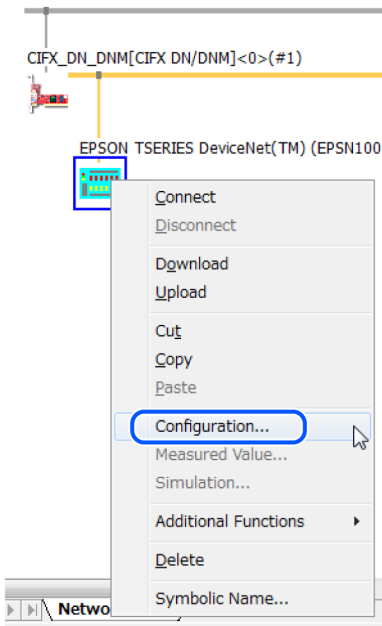 CIFX_DN_DNM[CIFX DN/DNM]<0>(#1)
EPSON TSERIES DeviceNet(TM) (EPSN100
Connect
Disconnect
Download
Upload
Cut
Copy
Paste
Configuration...
Measured Value...
Simulation...
Additional Functions
Delete
Symbolic Name...